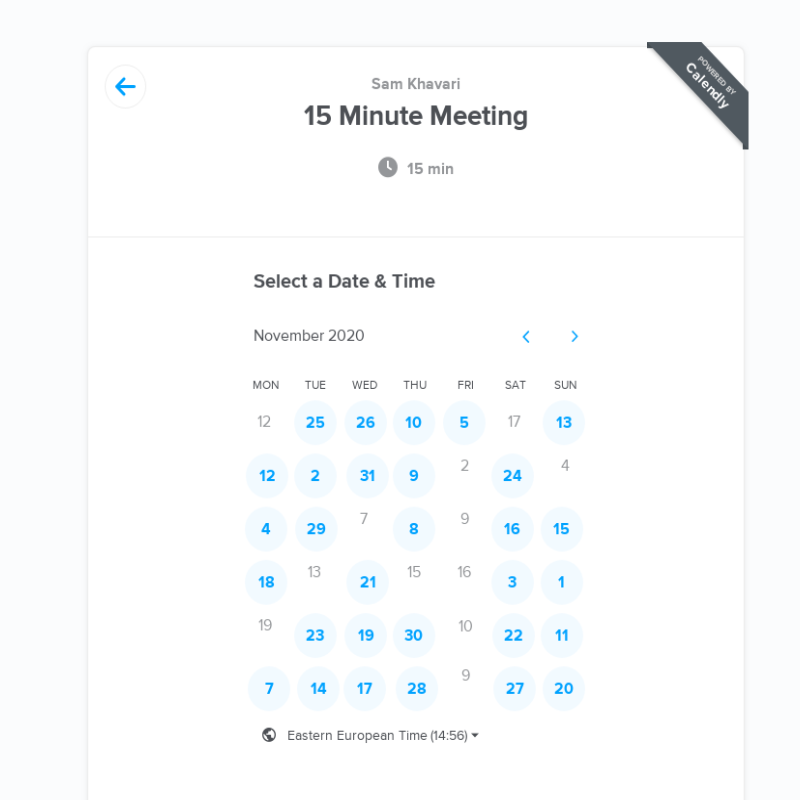 Sam Khavari
POWERED BY
Calendly
15 Minute Meeting
15 min
Select a Date & Time
November 2020
MON TUE WED THU FRI SAT SUN
12 25 26 10 5 17 13
12 2 31 9 2 24 4
4 29 7 8 9 16 15
18 13 21 15 16 3 1
19 23 19 30 10 22 11
7 14 17 28 9 27 20
Eastern European Time (14:56)